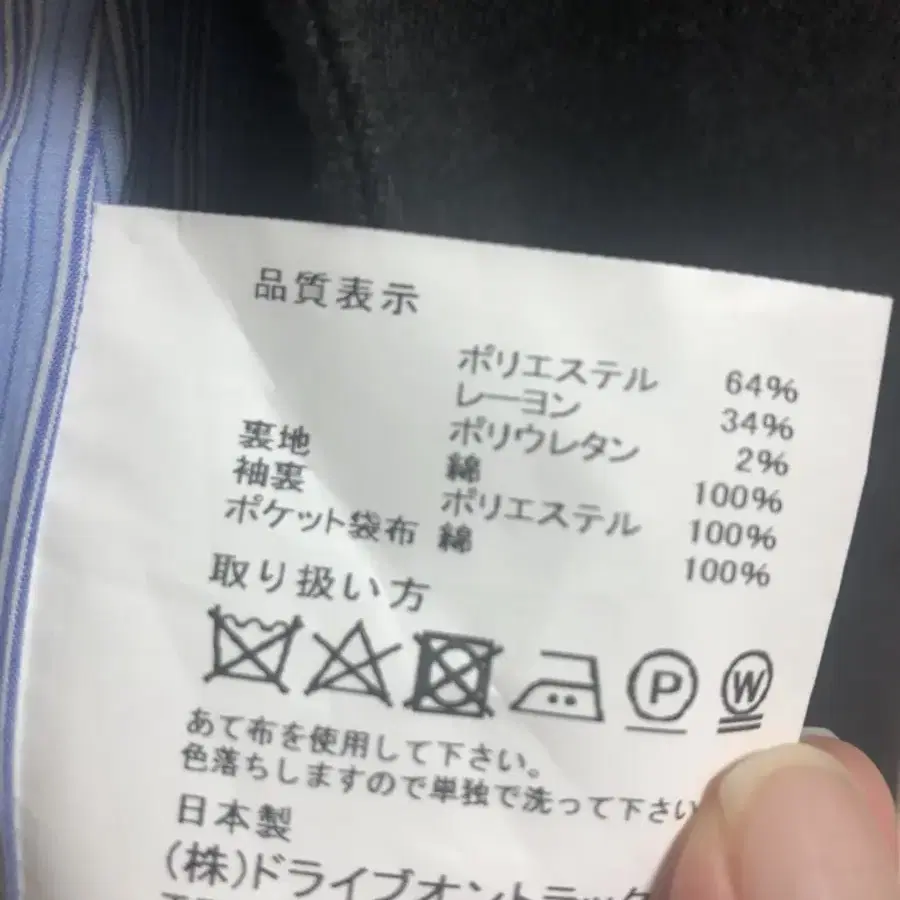 品質表示
ポリエステル 64%
レーヨン 34%
ポリウレタン 2%
裏地 綿 100%
袖裏 ポリエステル 100%
ポケット袋布 綿 100%
取り扱い方
P W
あて布を使用して下さい。
色落ちしますので単独で洗って下さい
日本製
(株)ドライブオントラック